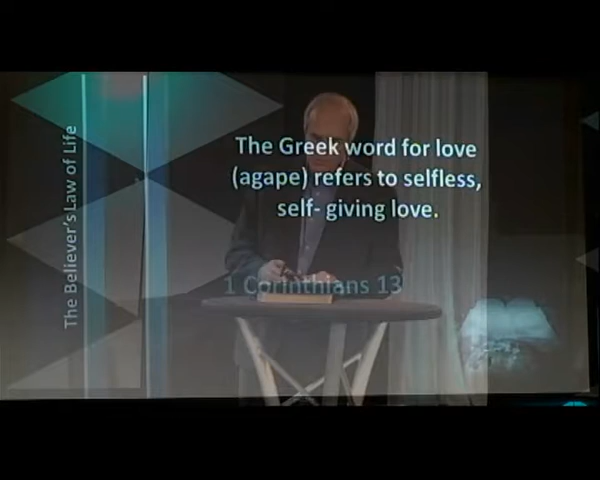 The Believer's Law of Life
The Greek word for love
(agape) refers to selfless,
self- giving love.
1 Corinthians 13